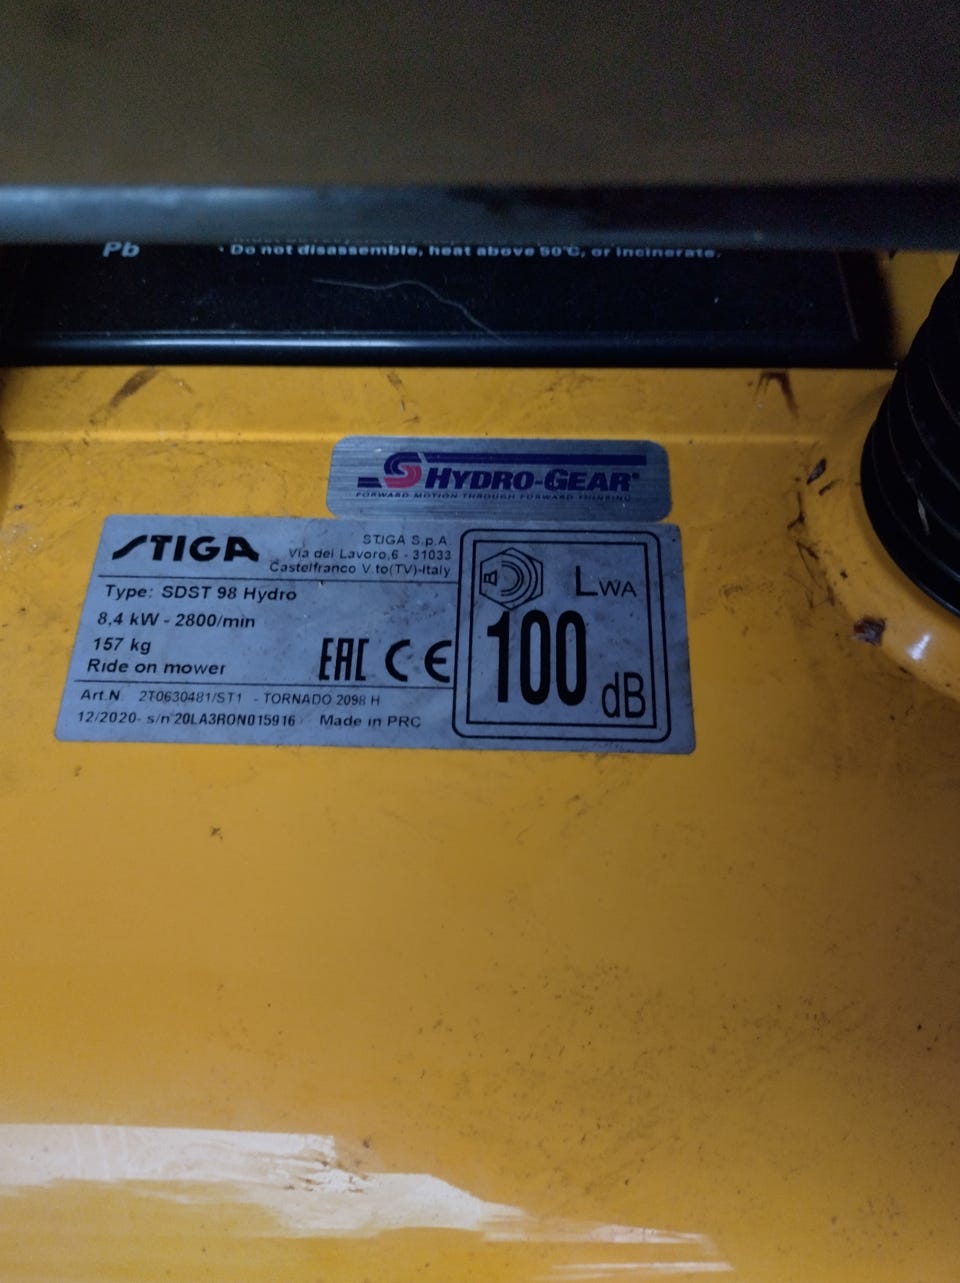 Pb
· Do not disassemble, heat above 50°C, or incinerate.
HYDRO-GEAR®
FORWARD MOTION THROUGH FORWARD THINKING
STIGA
STIGA S.p.A.
Via del Lavoro,6 - 31033
Castelfranco V.to(TV)-Italy
Type: SDST 98 Hydro
8,4 kW - 2800/min
157 kg
Ride on mower
EAC CE
Art.N 2T0630481/ST1 - TORNADO 2098 H
12/2020- s/n 20LA3RON015916 Made in PRC
LWA
100
dB